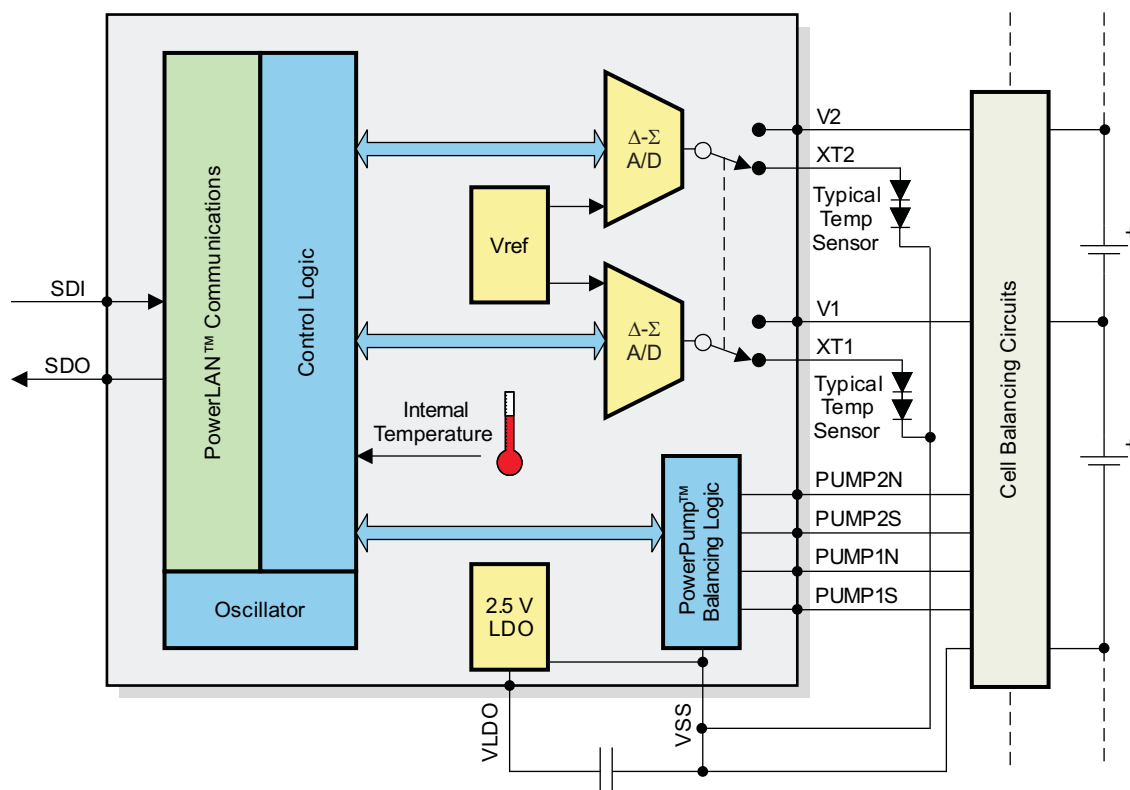 SDI
SDO
PowerLAN™ Communications
Control Logic
Oscillator
Δ-Σ
A/D
Vref
Δ-Σ
A/D
Internal
Temperature
2.5 V
LDO
PowerPump™
Balancing Logic
V2
XT2
Typical
Temp
Sensor
V1
XT1
Typical
Temp
Sensor
PUMP2N
PUMP2S
PUMP1N
PUMP1S
VLDO
VSS
Cell Balancing Circuits
+
+